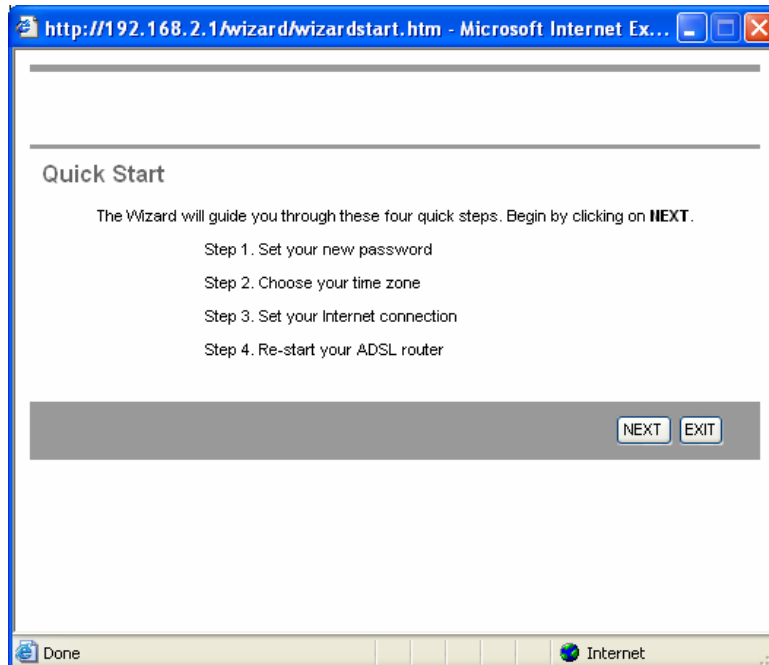 http://192.168.2.1/wizard/wizardstart.htm - Microsoft Internet Ex...
Quick Start
The Wizard will guide you through these four quick steps. Begin by clicking on NEXT.
Step 1. Set your new password
Step 2. Choose your time zone
Step 3. Set your Internet connection
Step 4. Re-start your ADSL router
NEXT EXIT
Done Internet